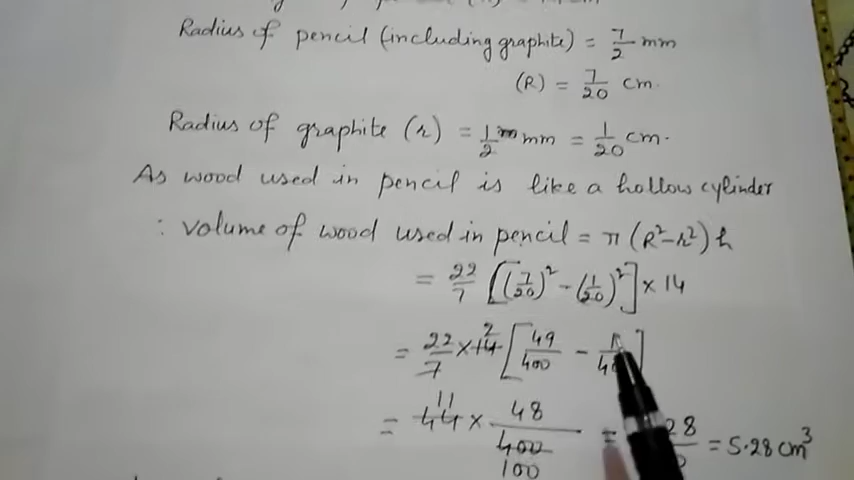 Radius of pencil (including graphite) = 7/2 mm
(R) = 7/20 cm.
Radius of graphite (r) = 1/2 mm = 1/20 cm.
As wood used in pencil is like a hollow cylinder
∴ volume of wood used in pencil = π (R²-r²) h
= 22/7 [(7/20)² - (1/20)²] × 14
= 22/7 × 14 2 [49/400 -
= 44 11 × 48/400 100 = = 5.28 cm³